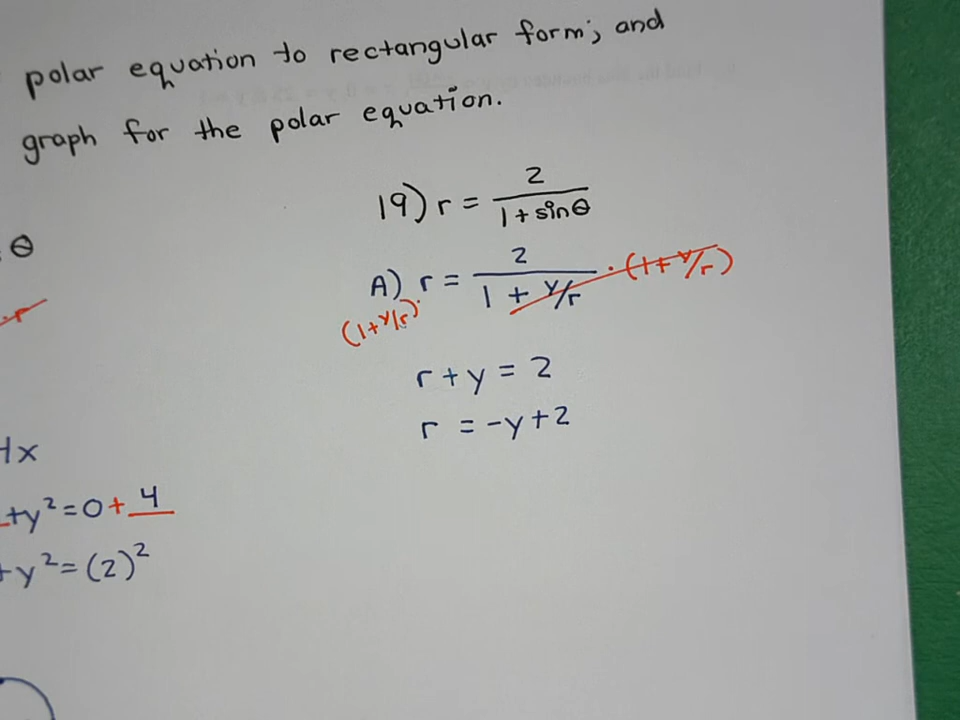 polar equation to rectangular form; and
graph for the polar equation.
19) r = 2/(1 + sinθ)
θ
A) r = 2/(1 + y/r) · (1 + y/r)
(1+y/r)·
·r
r + y = 2
r = -y + 2
4x
+y² = 0 + 4
+y² = (2)²